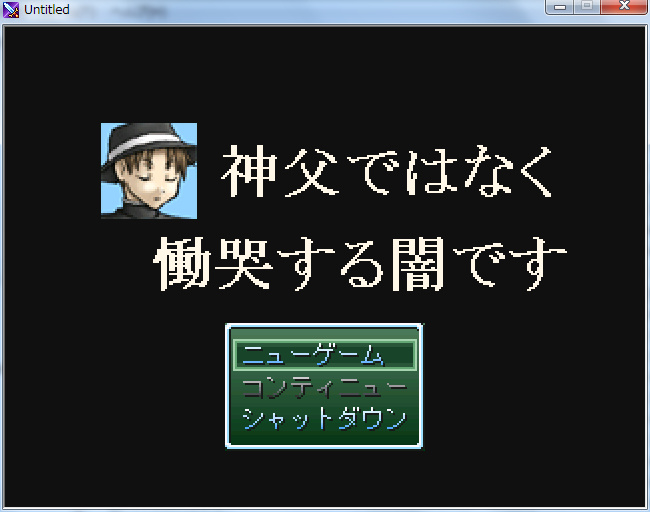 Untitled
神父ではなく
慟哭する闇です
ニューゲーム
コンティニュー
シャットダウン